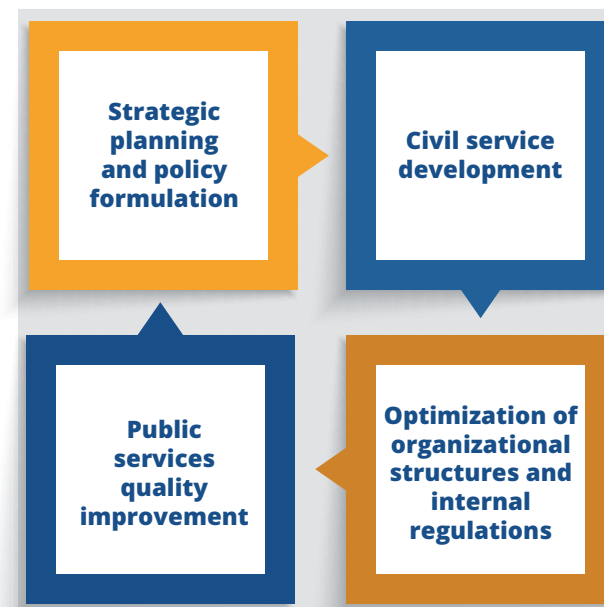 Strategic
planning
and policy
formulation
Civil service
development
Optimization of
organizational
structures and
internal
regulations
Public
services
quality
improvement